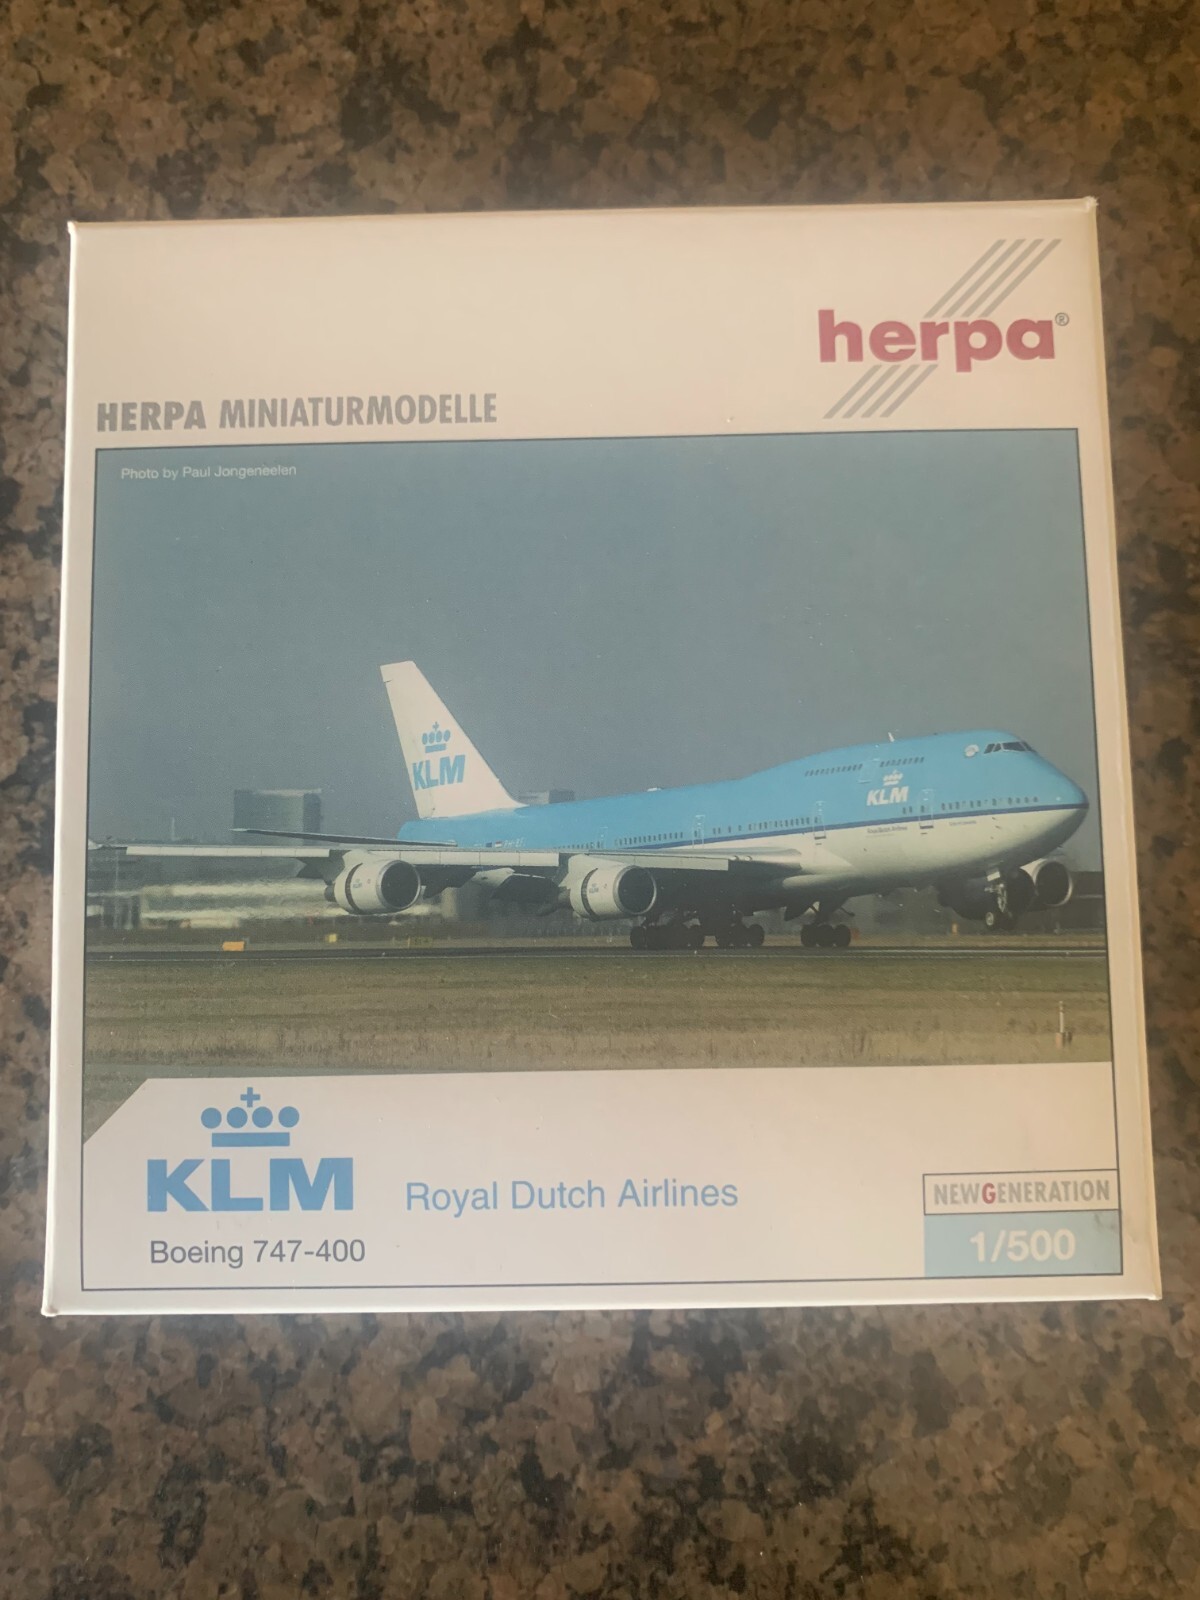 herpa®
HERPA MINIATURMODELLE
Photo by Paul Jongeneelen
KLM
KLM
KLM
Royal Dutch Airlines
Boeing 747-400
NEWGENERATION
1/500